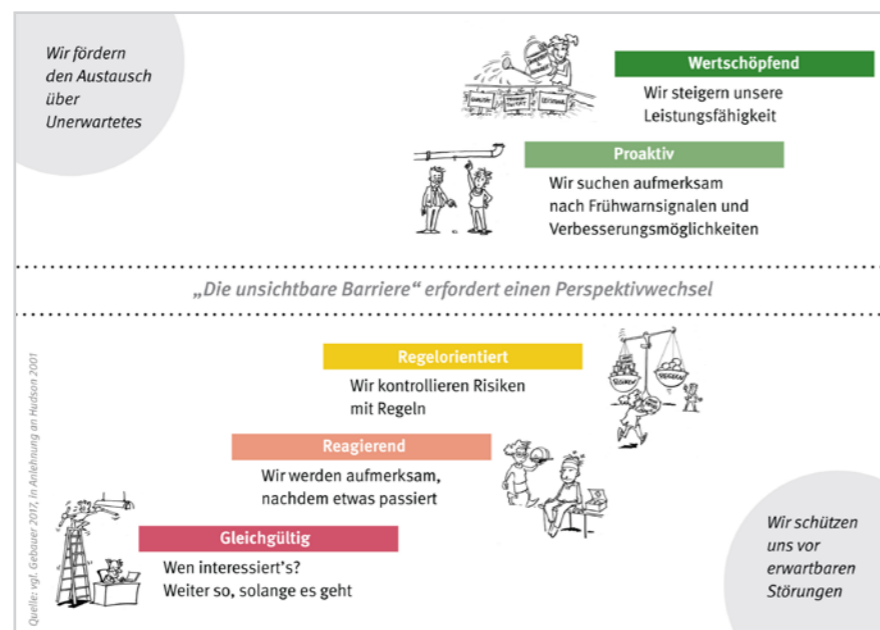 Wir fördern
den Austausch
über
Unerwartetes
Wertschöpfend
Wir steigern unsere
Leistungsfähigkeit
Proaktiv
Wir suchen aufmerksam
nach Frühwarnsignalen und
Verbesserungsmöglichkeiten
„Die unsichtbare Barriere“ erfordert einen Perspektivwechsel
Regelorientiert
Wir kontrollieren Risiken
mit Regeln
Reagierend
Wir werden aufmerksam,
nachdem etwas passiert
Gleichgültig
Wen interessiert's?
Weiter so, solange es geht
Wir schützen
uns vor
erwartbaren
Störungen
Quelle: vgl. Gebauer 2017, in Anlehnung an Hudson 2001
RISIKEN
REGELN